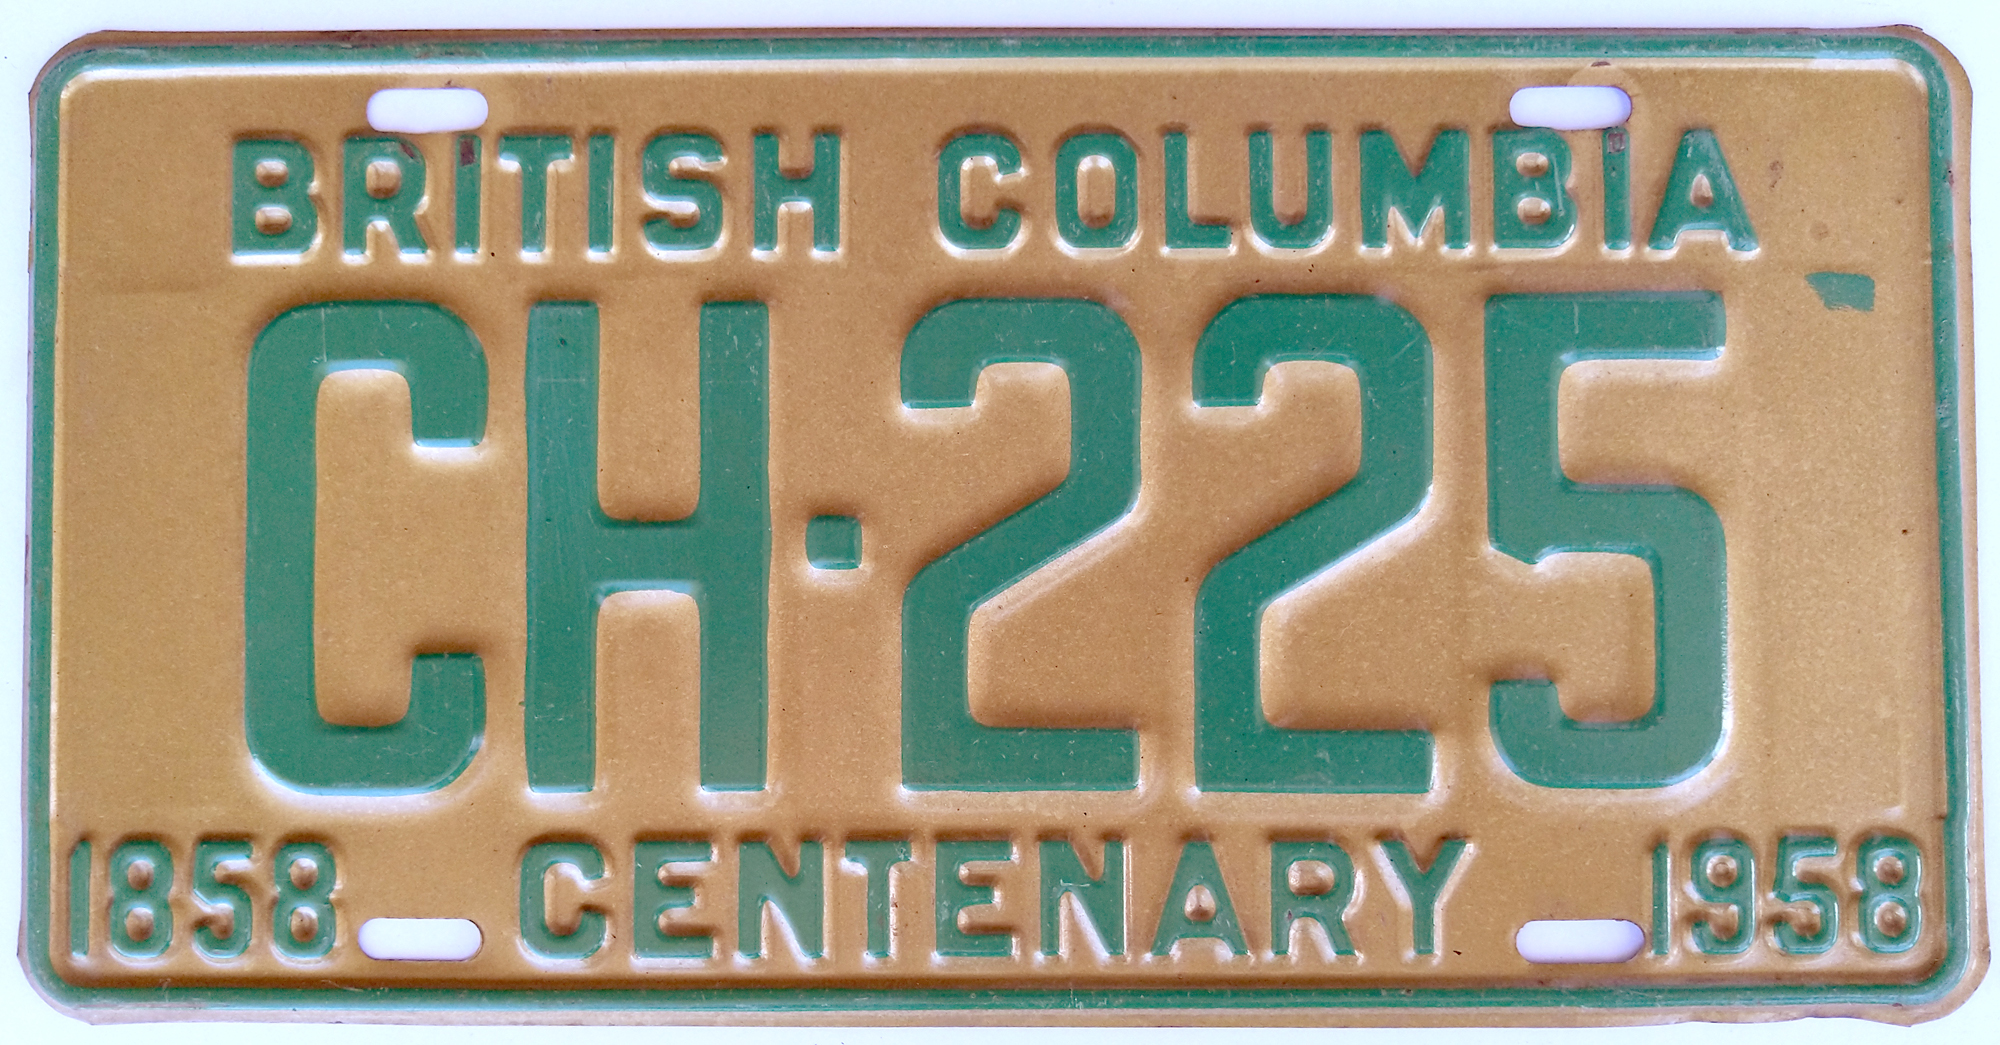 BRITISH COLUMBIA
CH·225
1858 CENTENARY 1958